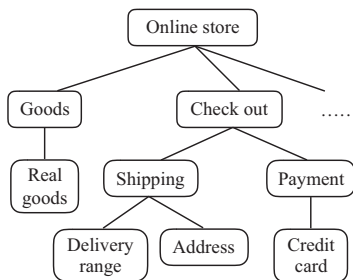 Online store
Goods
Check out
.....
Real
goods
Shipping
Payment
Delivery
range
Address
Credit
card